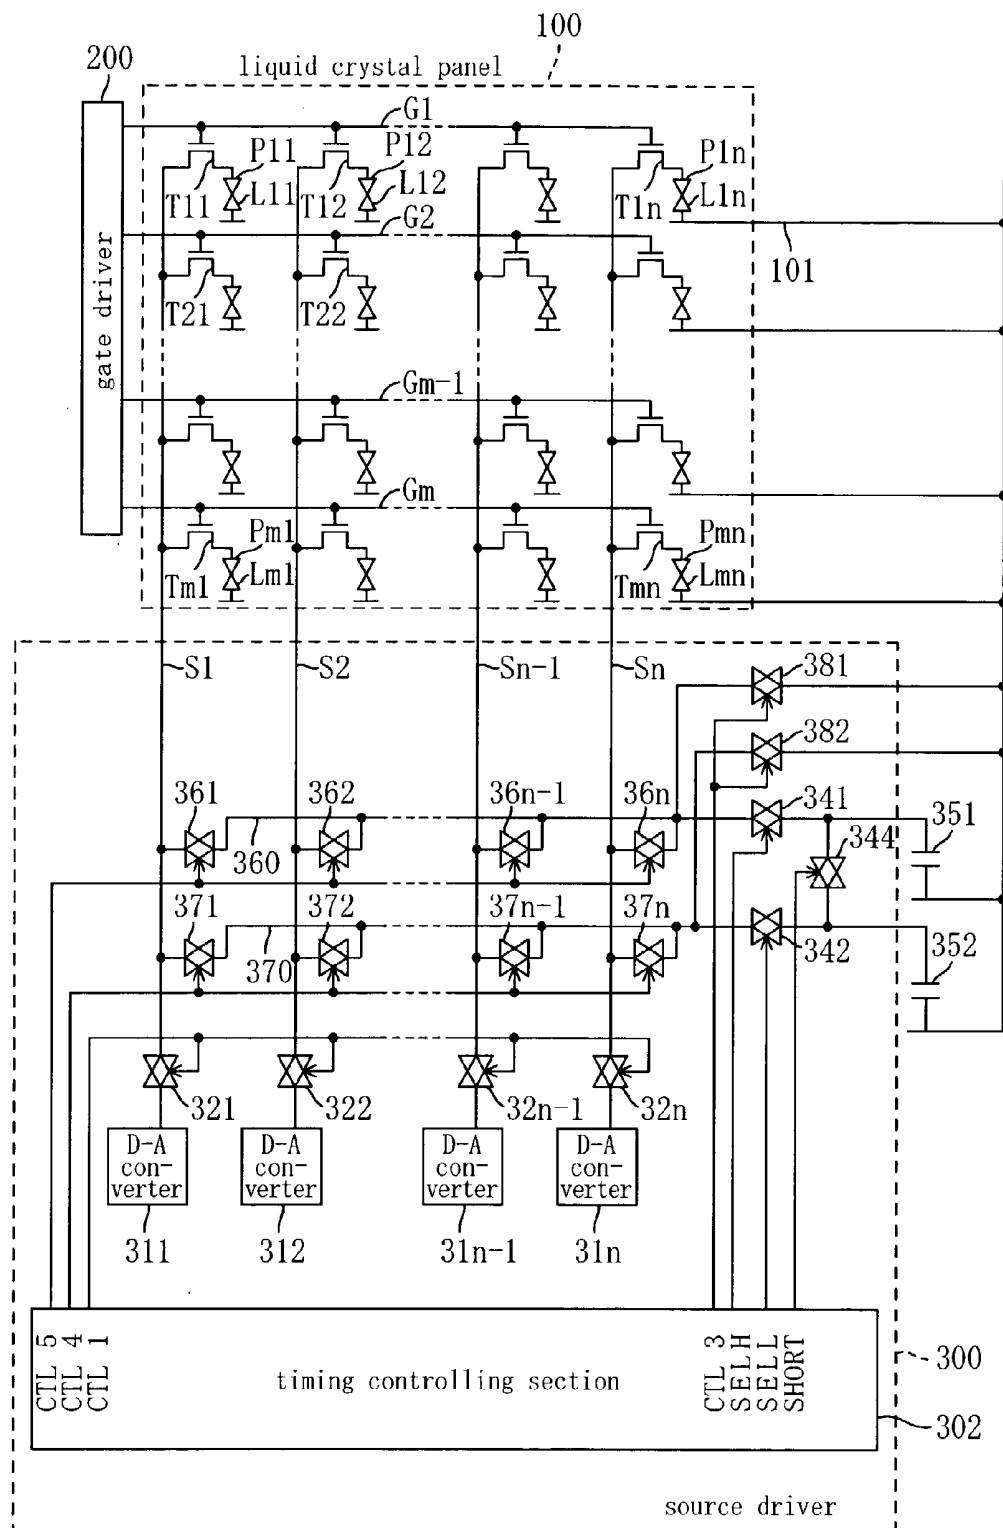 100
200
liquid crystal panel
gate driver
G1
P11
P12
P1n
T11
L11
T12
L12
T1n
L1n
G2
101
T21
T22
Gm-1
Gm
Pm1
Pmn
Tm1
Lm1
Tmn
Lmn
S1
S2
Sn-1
Sn
381
382
361
362
36n-1
36n
341
344
351
360
371
372
37n-1
37n
370
342
352
321
322
32n-1
32n
D-A
con-
verter
D-A
con-
verter
D-A
con-
verter
D-A
con-
verter
311
312
31n-1
31n
CTL 5
CTL 4
CTL 1
timing controlling section
CTL 3
SELH
SELL
SHORT
300
302
source driver